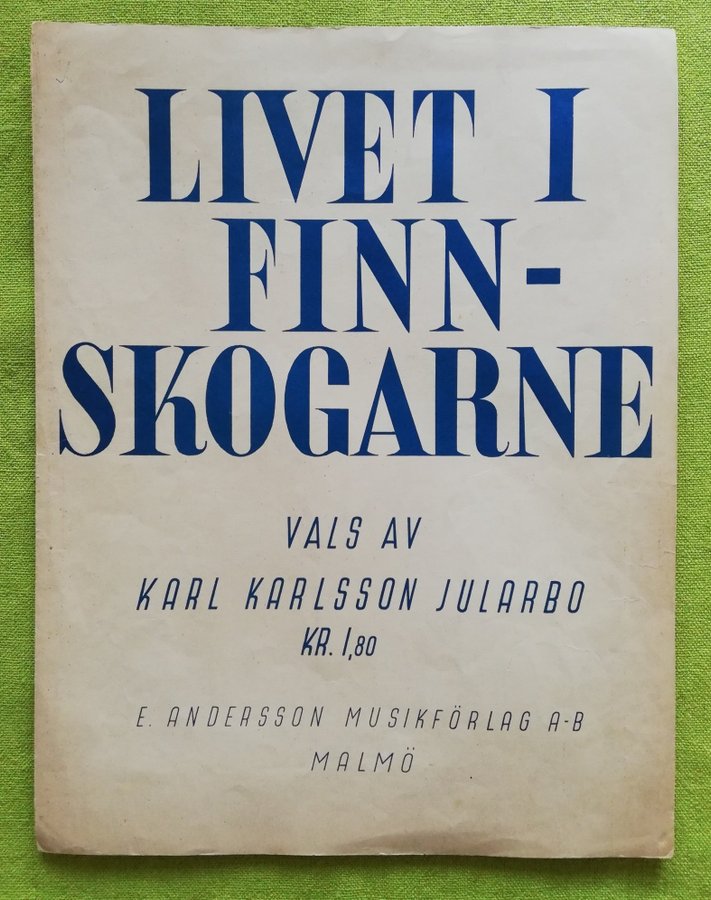 LIVET I
FINN-
SKOGARNE
VALS AV
KARL KARLSSON JULARBO
KR. 1,80
E. ANDERSSON MUSIKFÖRLAG A-B
MALMÖ